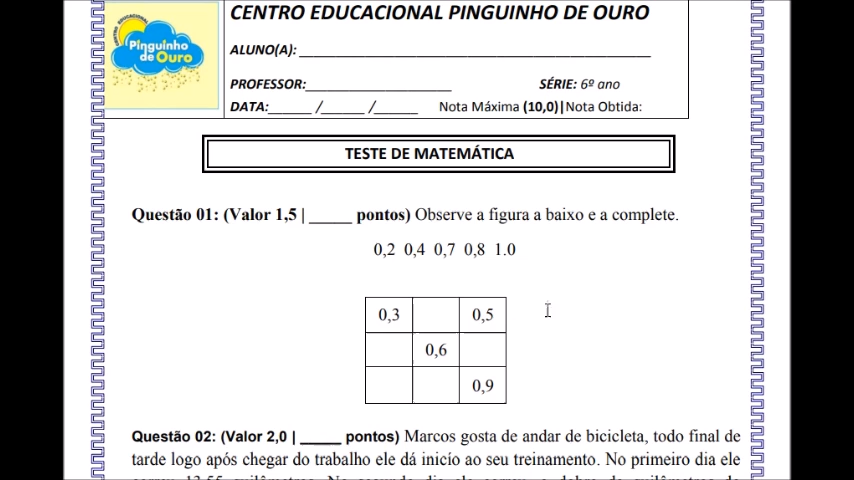 CENTRO EDUCACIONAL
Pinguinho
de Ouro
CENTRO EDUCACIONAL PINGUINHO DE OURO
ALUNO(A): ______________________________________________
PROFESSOR:____________________ SÉRIE: 6º ano
DATA:______ /______ /______ Nota Máxima (10,0)|Nota Obtida:
TESTE DE MATEMÁTICA
Questão 01: (Valor 1,5 | _____ pontos) Observe a figura a baixo e a complete.
0,2 0,4 0,7 0,8 1.0
0,3 0,5
0,6
0,9
Questão 02: (Valor 2,0 | _____ pontos) Marcos gosta de andar de bicicleta, todo final de
tarde logo após chegar do trabalho ele dá inicío ao seu treinamento. No primeiro dia ele